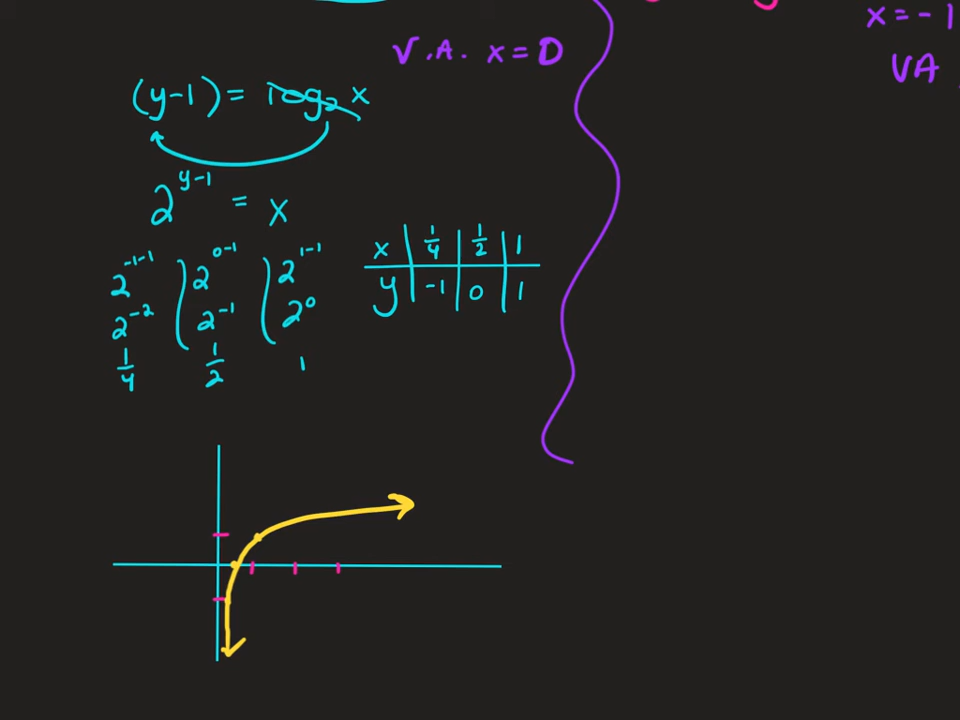 x = -1
V.A. x = D
VA
(y-1) = log₂ x
2^(y-1) = x
2^(-1-1) ) 2^(0-1) ( 2^(1-1)
2^(-2) 2^(-1) 2^0
1/4 1/2 1
x | 1/4 | 1/2 | 1
y | -1 | 0 | 1